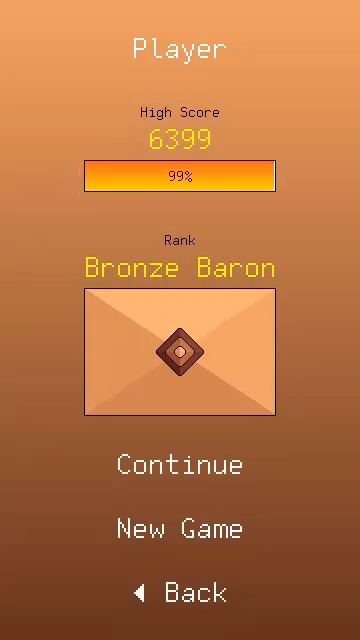 Player
High Score
6399
99%
Rank
Bronze Baron
Continue
New Game
Back